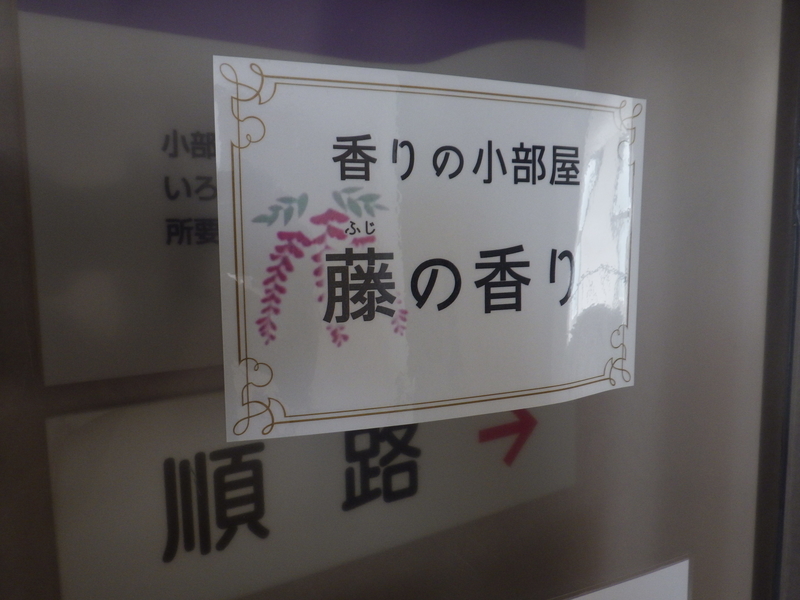 香りの小部屋
ふじ
藤の香り
小部
いろ
所要
順路